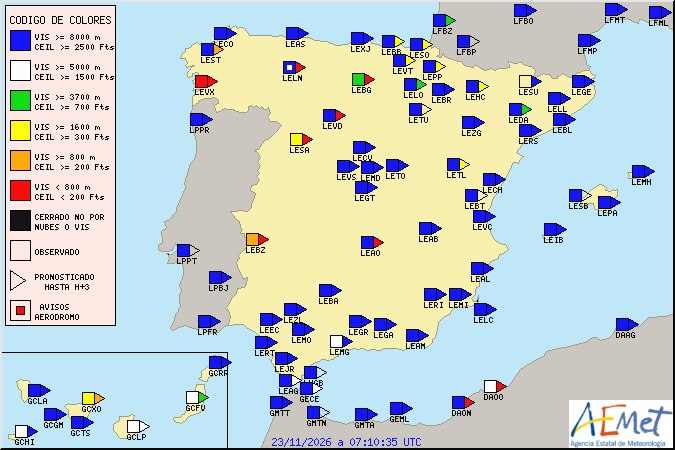 CODIGO DE COLORES
VIS >= 8000 m
CEIL >= 2500 Fts
VIS >= 5000 m
CEIL >= 1500 Fts
VIS >= 3700 m
CEIL >= 700 Fts
VIS >= 1600 m
CEIL >= 300 Fts
VIS >= 800 m
CEIL >= 200 Fts
VIS < 800 m
CEIL < 200 Fts
CERRADO NO POR
NUBES O VIS
OBSERVADO
PRONOSTICADO
HASTA H+3
AVISOS
AERODROMO
LFBO
LFMT
LFML
LFBZ
LECO
LEAS
LEXJ
LEBB
LESO
LFBP
LFMP
LEST
LEVT
LEPP
LELN
LEVX
LEBG
LELO
LEBR
LEHC
LESU
LEGE
LELL
LPPR
LEVD
LETU
LEDA
LEZG
LERS
LEBL
LESA
LECV
LEVS
LEMD
LETO
LETL
LECH
LEMH
LEGT
LEBT
LESB
LEPA
LEVC
LEAB
LEIB
LEBZ
LEAO
LPPT
LEAL
LPBJ
LEBA
LERI
LEMI
LEZL
LELC
LPFR
LEEC
LEMO
LEGR
LEGA
DAAG
LERT
LEMG
LEAM
LEJR
GCRR
LEAG
LXGB
GCLA
GCXO
GCFV
GECE
DAOO
GMTT
GMTN
GMTA
GEML
DAON
GCGM
GCTS
GCLP
GCHI
23/11/2026 a 07:10:35 UTC
AEMet
Agencia Estatal de Meteorología